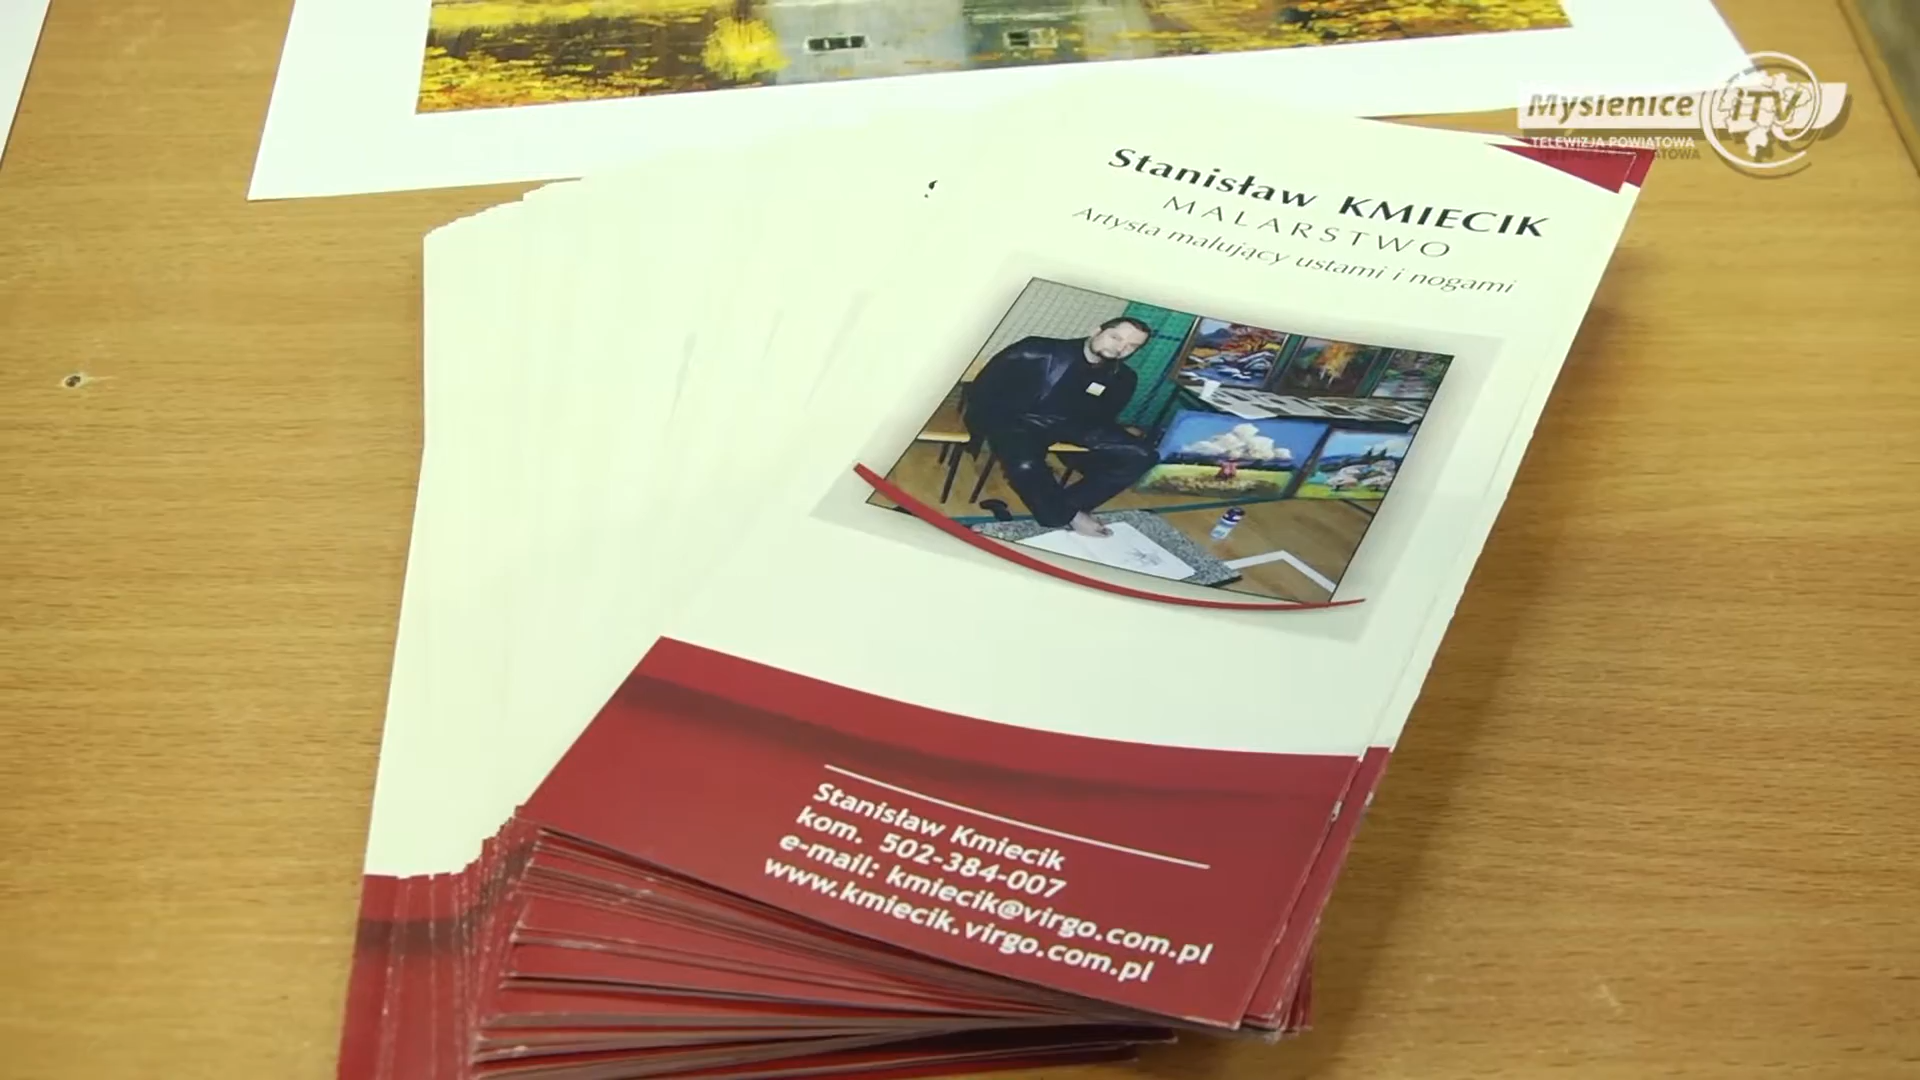 Myślenice iTV
TELEWIZJA POWIATOWA
Stanisław KMIECIK
MALARSTWO
Artysta malujący ustami i nogami
Stanisław Kmiecik
kom. 502-384-007
e-mail: kmiecik@virgo.com.pl
www.kmiecik.virgo.com.pl